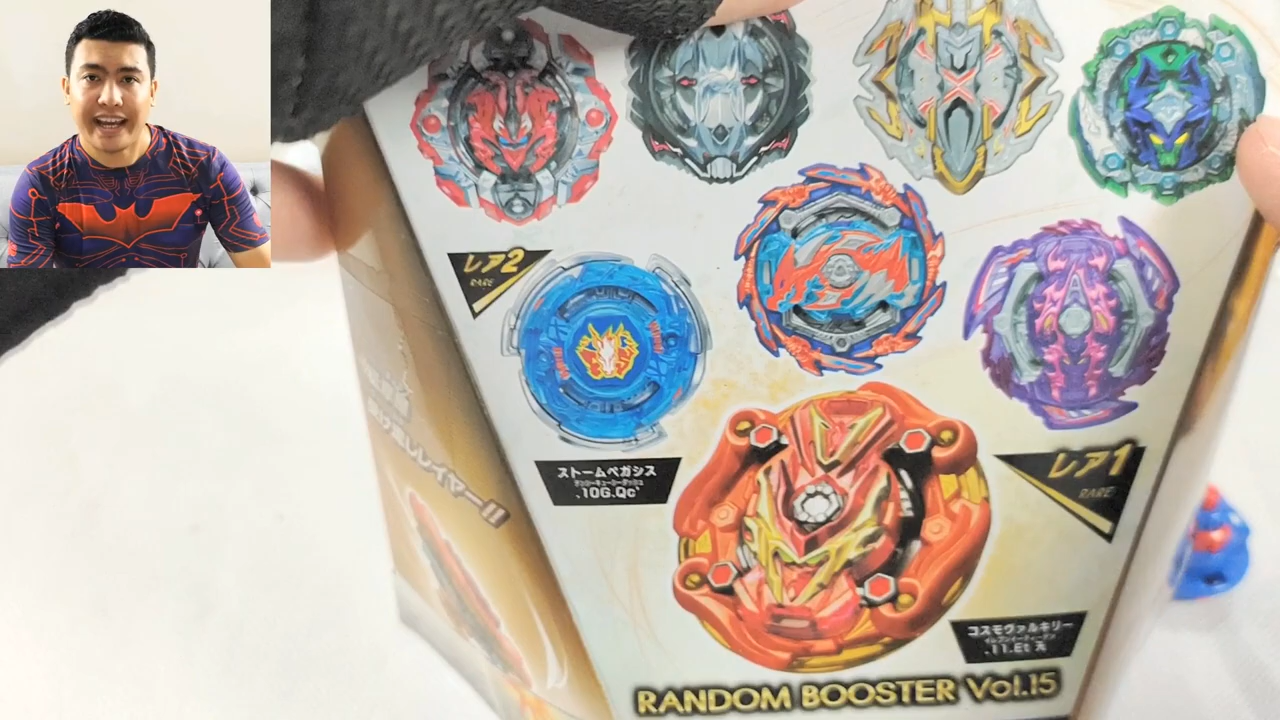 レア2
RARE
ストームペガシス
.10G.Qc'
レア1
RARE
コスモヴァルキリー
.11.Et 天
RANDOM BOOSTER Vol.15